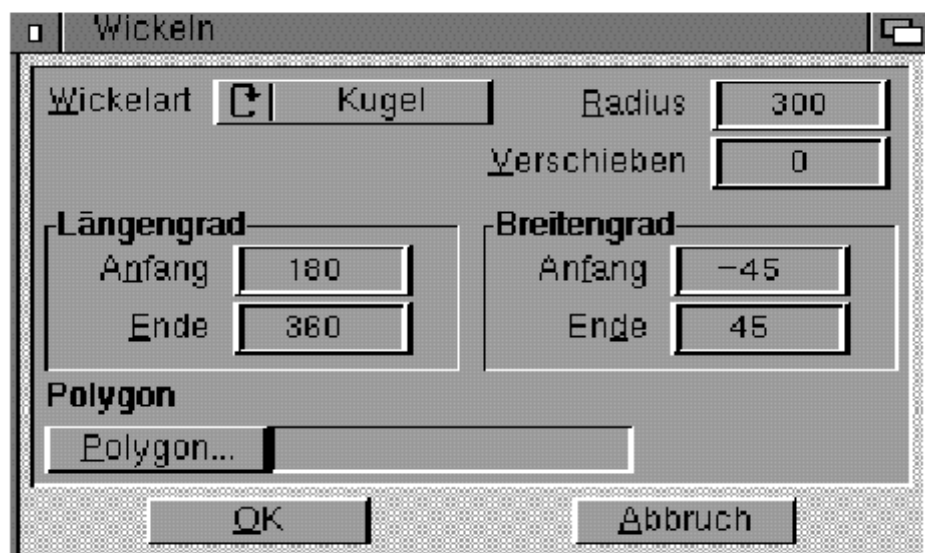 Wickeln
Wickelart Kugel Radius 300
Verschieben 0
Längengrad Breitengrad
Anfang 180 Anfang -45
Ende 360 Ende 45
Polygon
Polygon...
OK Abbruch